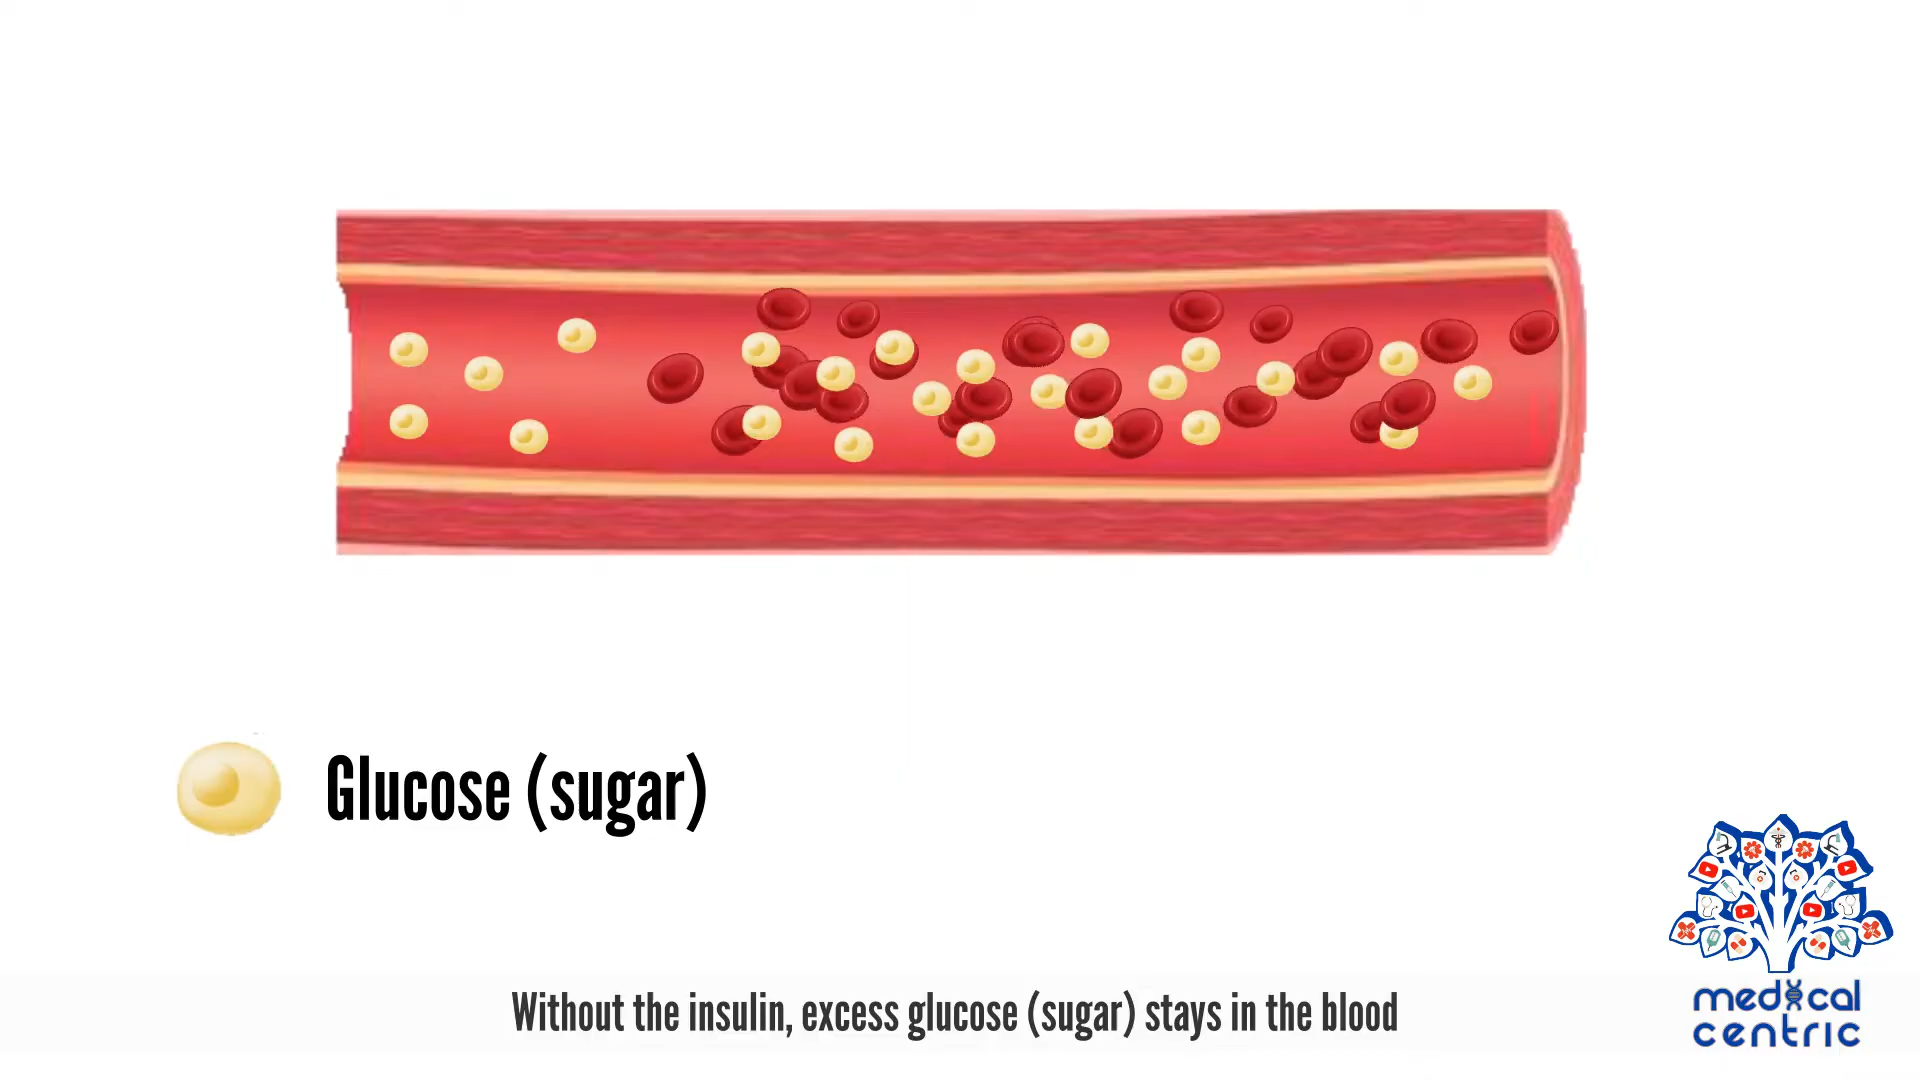 Glucose (sugar)
medical
centric
Without the insulin, excess glucose (sugar) stays in the blood